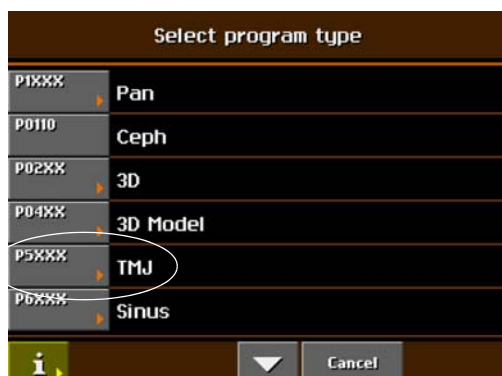 Select program type
P1XXX Pan
P0110 Ceph
P02XX 3D
P04XX 3D Model
P5XXX TMJ
P6XXX Sinus
i Cancel